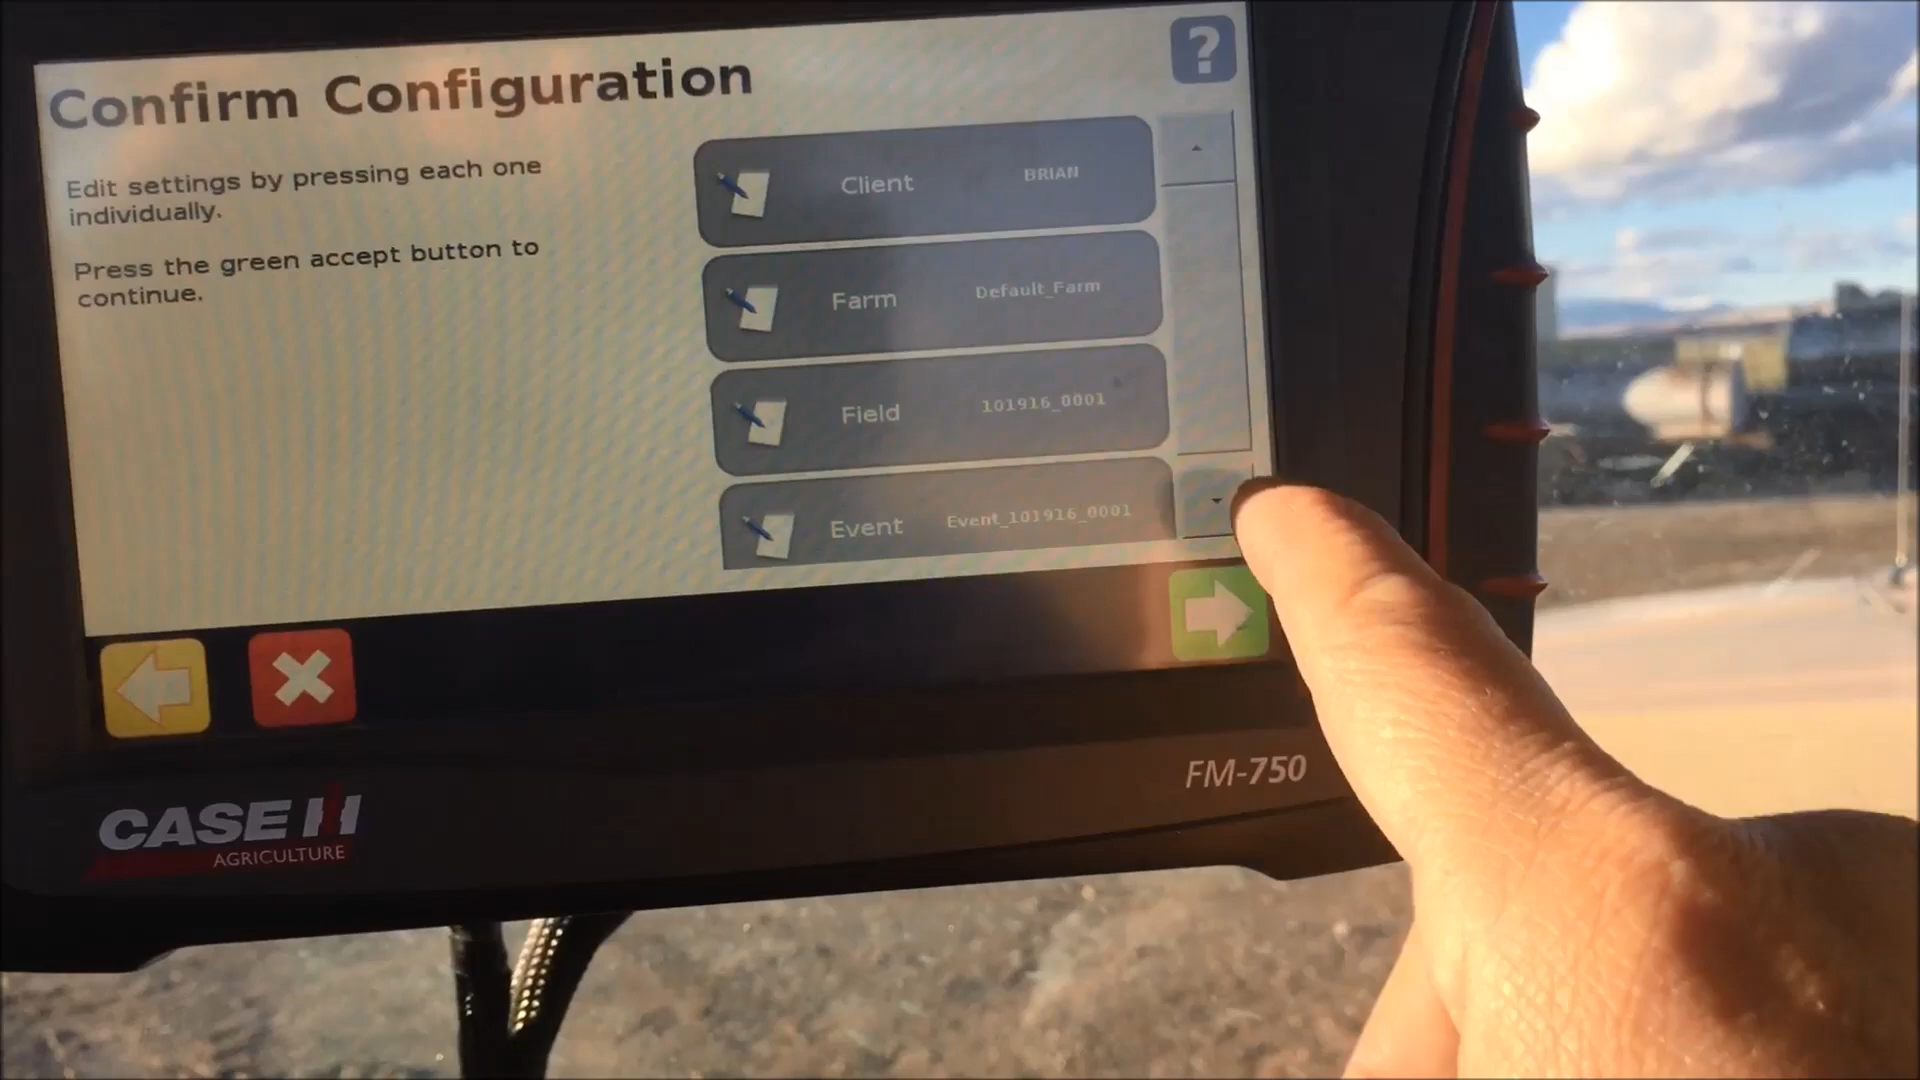 Confirm Configuration
?
Edit settings by pressing each one
individually.
Press the green accept button to
continue.
Client BRIAN
Farm Default_Farm
Field 101916_0001
Event Event_101916_0001
FM-750
CASE IH
AGRICULTURE